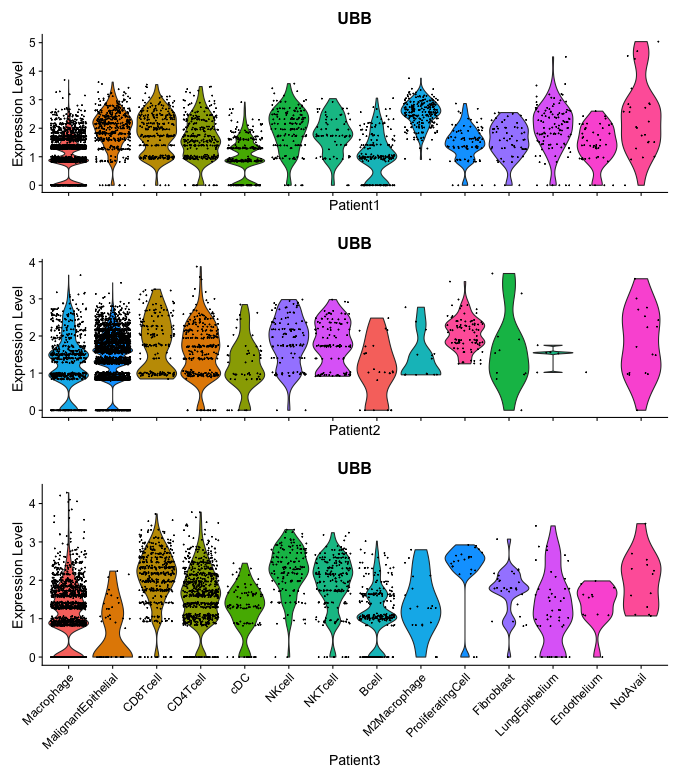 UBB
Expression Level
5
4
3
2
1
0
Patient1
UBB
Expression Level
4
3
2
1
0
Patient2
UBB
Expression Level
4
3
2
1
0
Macrophage
MalignantEpithelial
CD8Tcell
CD4Tcell
cDC
NKcell
NKTcell
Bcell
M2Macrophage
ProliferatingCell
Fibroblast
LungEpithelium
Endothelium
NotAvail
Patient3